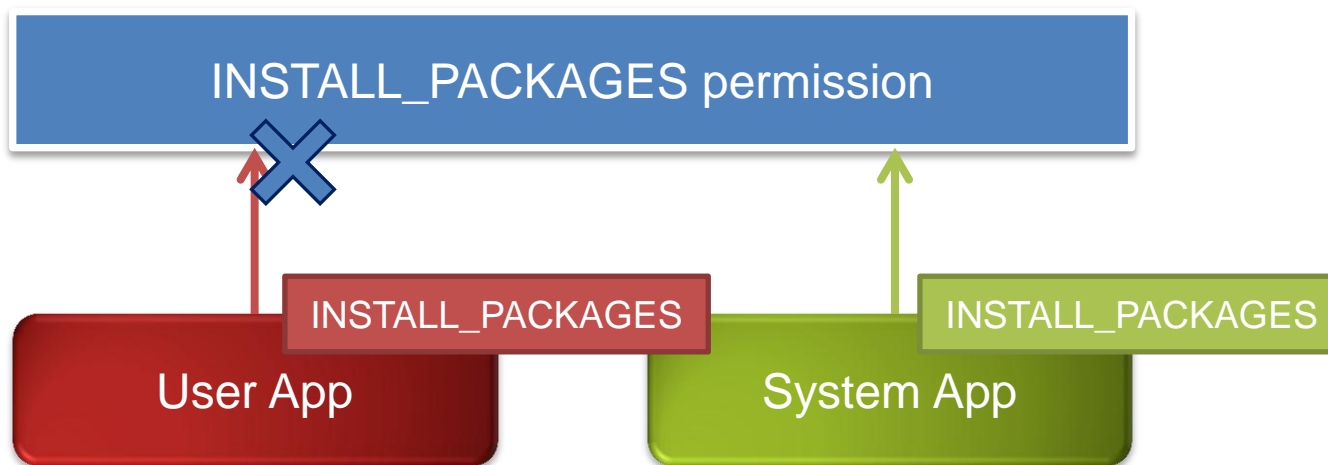 INSTALL_PACKAGES permission
INSTALL_PACKAGES
INSTALL_PACKAGES
User App
System App